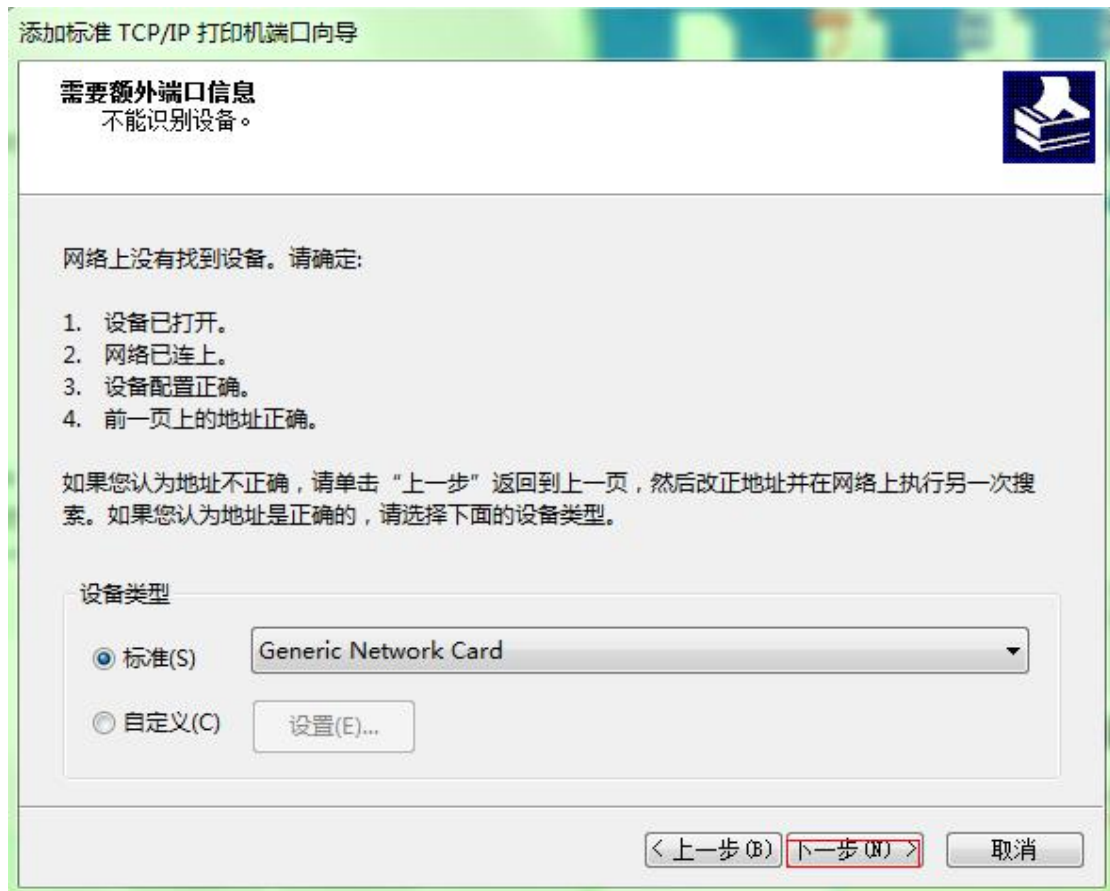 添加标准 TCP/IP 打印机端口向导
需要额外端口信息
不能识别设备。
网络上没有找到设备。请确定:
1. 设备已打开。
2. 网络已连上。
3. 设备配置正确。
4. 前一页上的地址正确。
如果您认为地址不正确，请单击“上一步”返回到上一页，然后改正地址并在网络上执行另一次搜
索。如果您认为地址是正确的，请选择下面的设备类型。
设备类型
标准(S) Generic Network Card
自定义(C) 设置(E)...
< 上一步(B) 下一步(N) > 取消